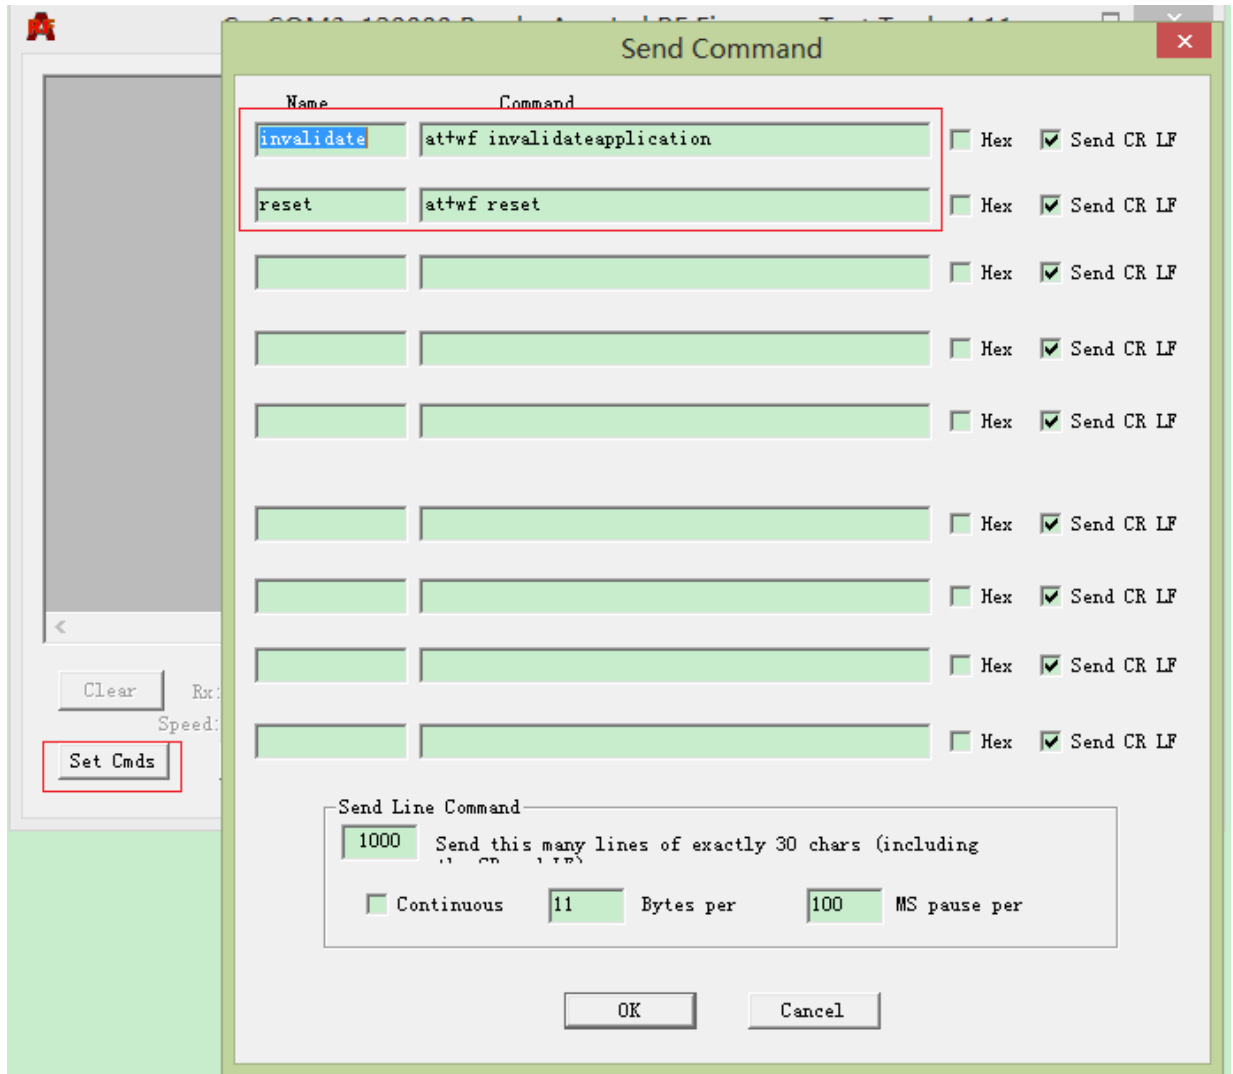 Send Command
Name Command
invalidate at+wf invalidateapplication Hex Send CR LF
reset at+wf reset Hex Send CR LF
Hex Send CR LF
Hex Send CR LF
Hex Send CR LF
Hex Send CR LF
Hex Send CR LF
Hex Send CR LF
Hex Send CR LF
Clear Rx:
Speed:
Set Cmds
Send Line Command
1000 Send this many lines of exactly 30 chars (including
Continuous 11 Bytes per 100 MS pause per
OK Cancel